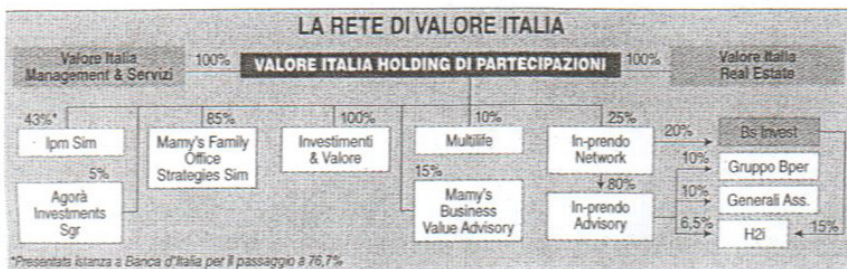 LA RETE DI VALORE ITALIA
Valore Italia
Management & Servizi
100%
VALORE ITALIA HOLDING DI PARTECIPAZIONI
100%
Valore Italia
Real Estate
43%*
Ipm Sim
85%
Mamy's Family
Office
Strategies Sim
100%
Investimenti
& Valore
10%
Multilife
25%
In-prendo
Network
20%
Bs Invest
5%
Agorà
Investments
Sgr
15%
Mamy's
Business
Value Advisory
80%
In-prendo
Advisory
10%
Gruppo Bper
10%
Generali Ass.
6,5%
H2i
15%
*Presentata istanza a Banca d'Italia per il passaggio a 76,7%